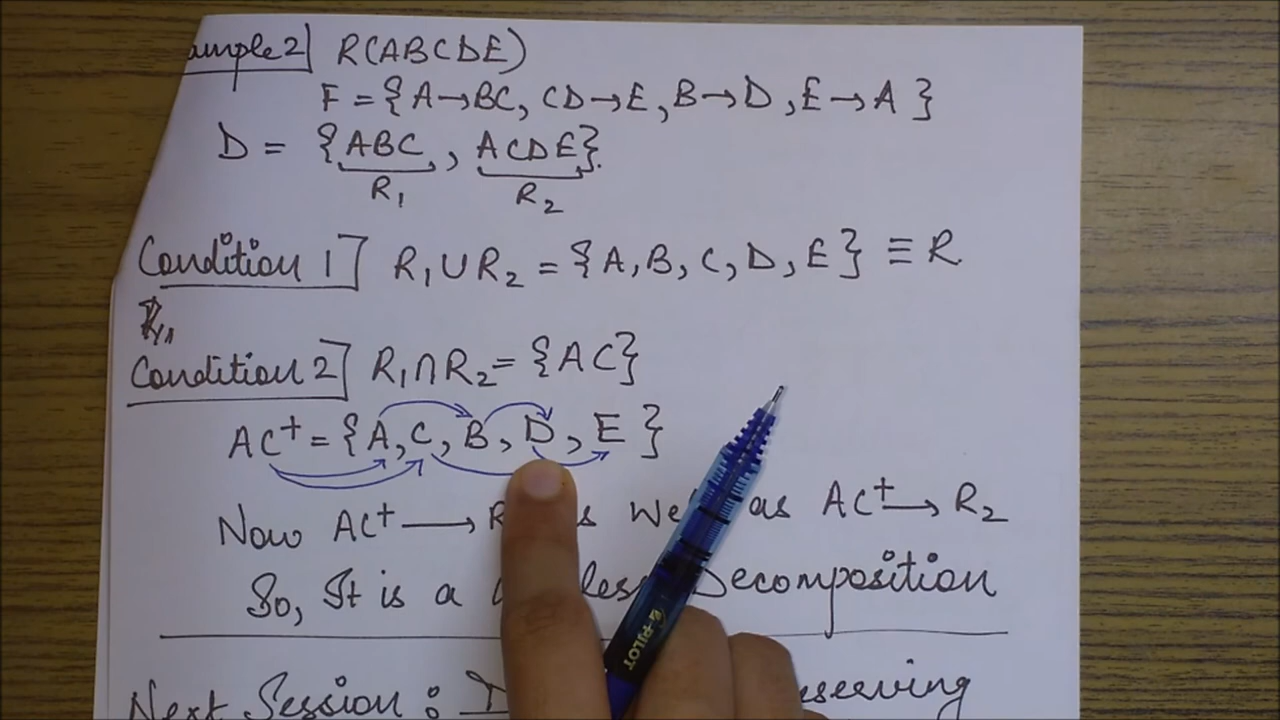 ample 2 R(ABCDE)
F = {A→BC, CD→E, B→D, E→A}
D = {ABC, ACDE}.
R₁ R₂
Condition 1 R₁∪R₂ = {A, B, C, D, E} ≡ R
Condition 2 R₁∩R₂ = {AC}
AC⁺ = {A, C, B, D, E}
Now AC⁺ → as AC⁺→ R₂
So, It is a Decomposition
Next Session :
PILOT